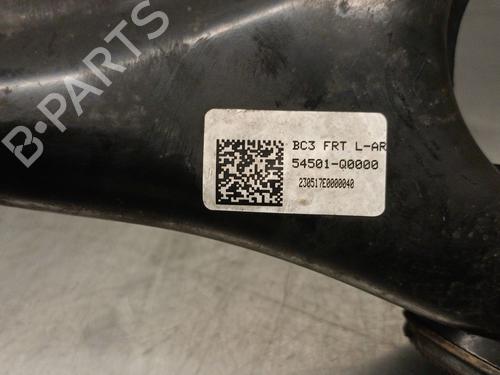 B-PARTS
BC3 FRT L-AR
54501-Q0000
230517E0000040